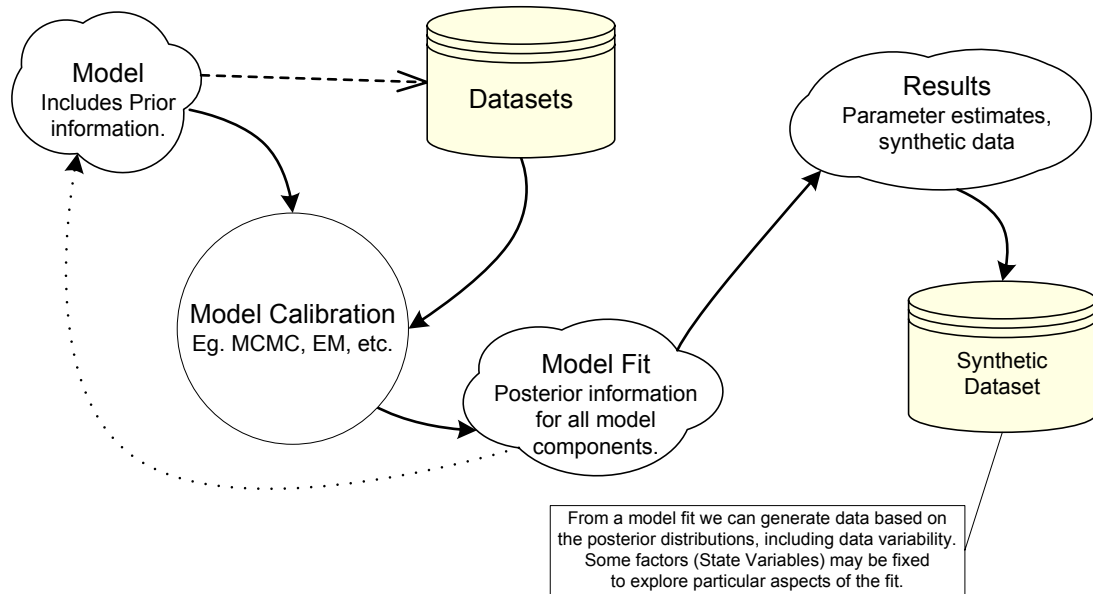 Model
Includes Prior
information.
Datasets
Results
Parameter estimates,
synthetic data
Model Calibration
Eg. MCMC, EM, etc.
Model Fit
Posterior information
for all model
components.
Synthetic
Dataset
From a model fit we can generate data based on
the posterior distributions, including data variability.
Some factors (State Variables) may be fixed
to explore particular aspects of the fit.